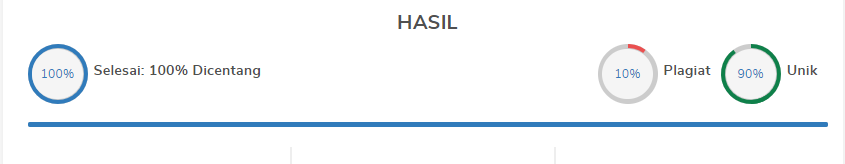 HASIL
100% Selesai: 100% Dicentang 10% Plagiat 90% Unik